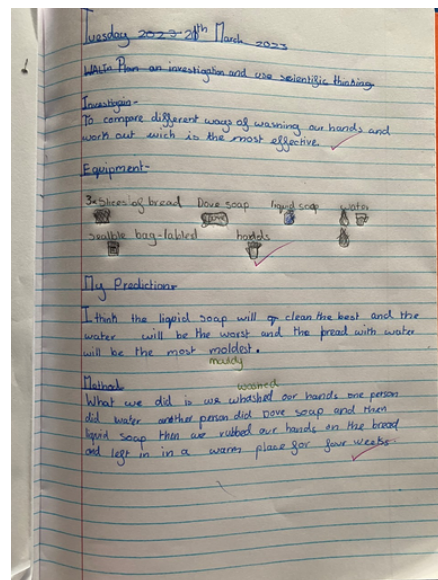 Tuesday 2023 28th March 2023
WALT: Plan an investigation and use scientific thinking.
Investigation-
To compare different ways of washing our hands and
work out wich is the most effective.
Equipment-
3x Slices of bread Dove soap liquid soap water
sealble bag-labled
My Prediction-
I think the liquid soap will clean the best and the
water will be the worst and the bread with water
will be the most moldest.
mouldy
Method
washed
What we did is we whashed our hands one person
did water another person did Dove soap and then
liquid soap then we rubbed our hands on the bread
and left in in a warm place for four weeks